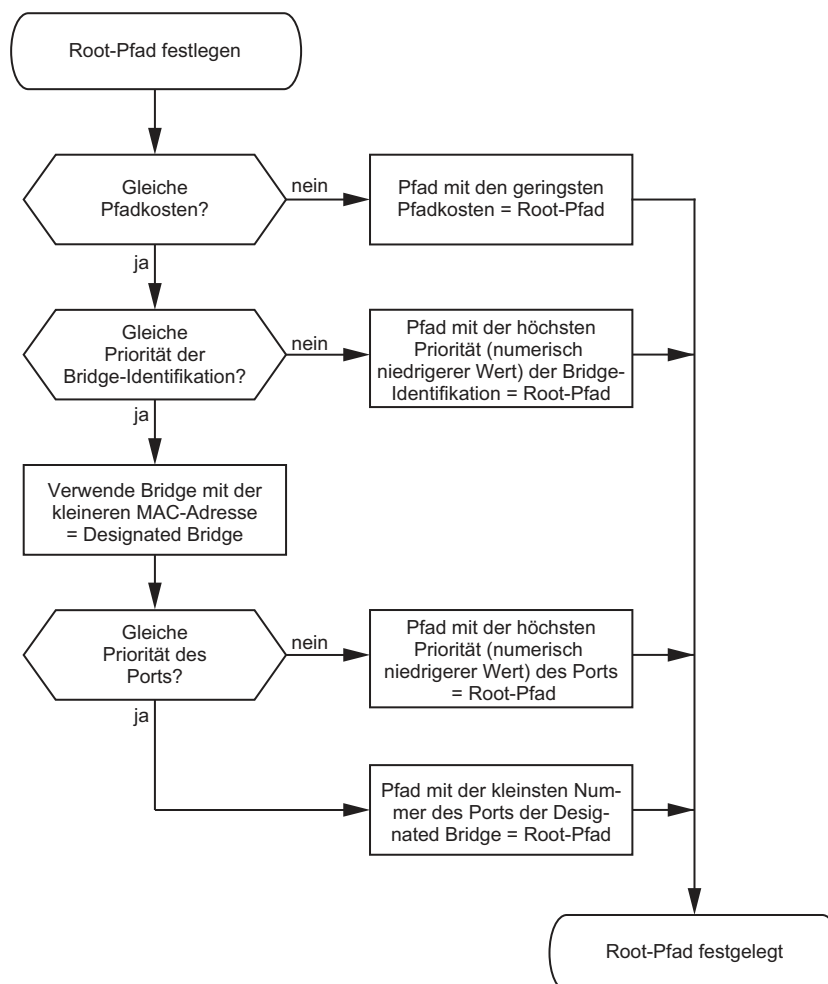 Root-Pfad festlegen
Gleiche
Pfadkosten?
nein
Pfad mit den geringsten
Pfadkosten = Root-Pfad
ja
Gleiche
Priorität der
Bridge-Identifikation?
nein
Pfad mit der höchsten
Priorität (numerisch
niedrigerer Wert) der Bridge-
Identifikation = Root-Pfad
ja
Verwende Bridge mit der
kleineren MAC-Adresse
= Designated Bridge
Gleiche
Priorität des
Ports?
nein
Pfad mit der höchsten
Priorität (numerisch
niedrigerer Wert) des Ports
= Root-Pfad
ja
Pfad mit der kleinsten Num-
mer des Ports der Desig-
nated Bridge = Root-Pfad
Root-Pfad festgelegt